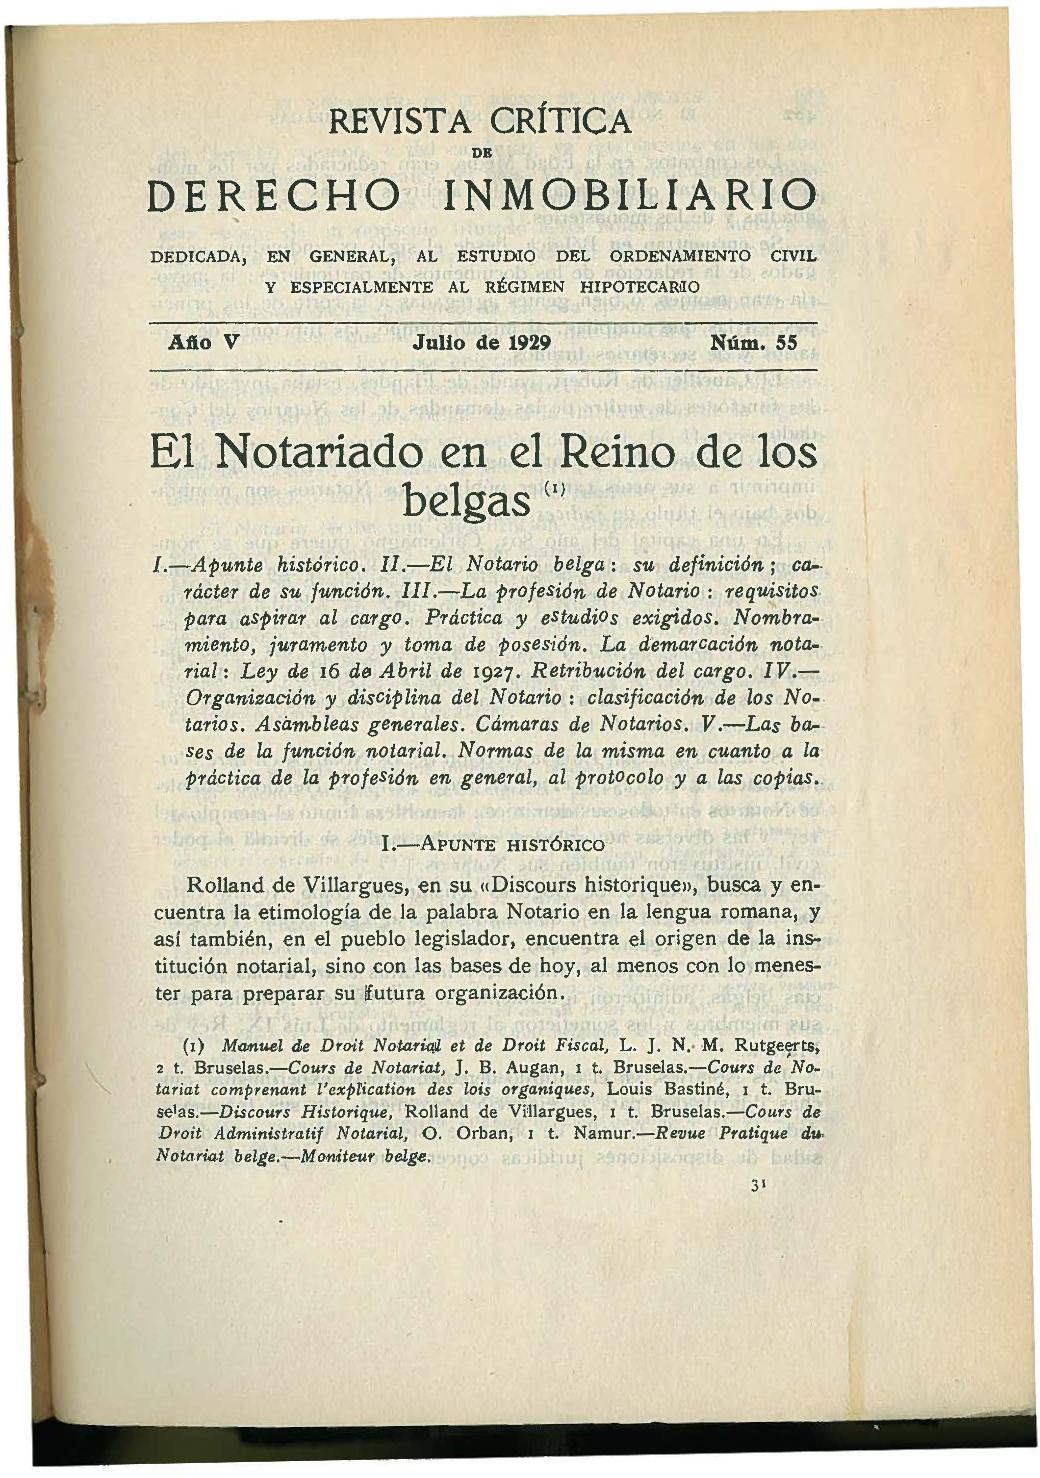 REVISTA CRÍTICA
DE
DERECHO INMOBILIARIO
DEDICADA, EN GENERAL, AL ESTUDIO DEL ORDENAMIENTO CIVIL
Y ESPECIALMENTE AL RÉGIMEN HIPOTECARIO
Año V Julio de 1929 Núm. 55
El Notariado en el Reino de los
belgas (1)
I.—Apunte histórico. II.—El Notario belga : su definición ; ca-
rácter de su función. III.—La profesión de Notario : requisitos
para aspirar al cargo. Práctica y estudios exigidos. Nombra-
miento, juramento y toma de posesión. La demarcación nota-
rial : Ley de 16 de Abril de 1927. Retribución del cargo. IV.—
Organización y disciplina del Notario : clasificación de los No-
tarios. Asambleas generales. Cámaras de Notarios. V.—Las ba-
ses de la función notarial. Normas de la misma en cuanto a la
práctica de la profesión en general, al protocolo y a las copias.
I.—APUNTE HISTÓRICO
Rolland de Villargues, en su «Discours historique», busca y en-
cuentra la etimología de la palabra Notario en la lengua romana, y
así también, en el pueblo legislador, encuentra el origen de la ins-
titución notarial, sino con las bases de hoy, al menos con lo menes-
ter para preparar su futura organización.
(1) Manuel de Droit Notarial et de Droit Fiscal, L. J. N. M. Rutgeerts,
2 t. Bruselas.—Cours de Notariat, J. B. Augan, 1 t. Bruselas.—Cours de No-
tariat comprenant l'explication des lois organiques, Louis Bastiné, 1 t. Bru-
selas.—Discours Historique, Rolland de Villargues, 1 t. Bruselas.—Cours de
Droit Administratif Notarial, O. Orban, 1 t. Namur.—Revue Pratique du
Notariat belge.—Moniteur belge.
31